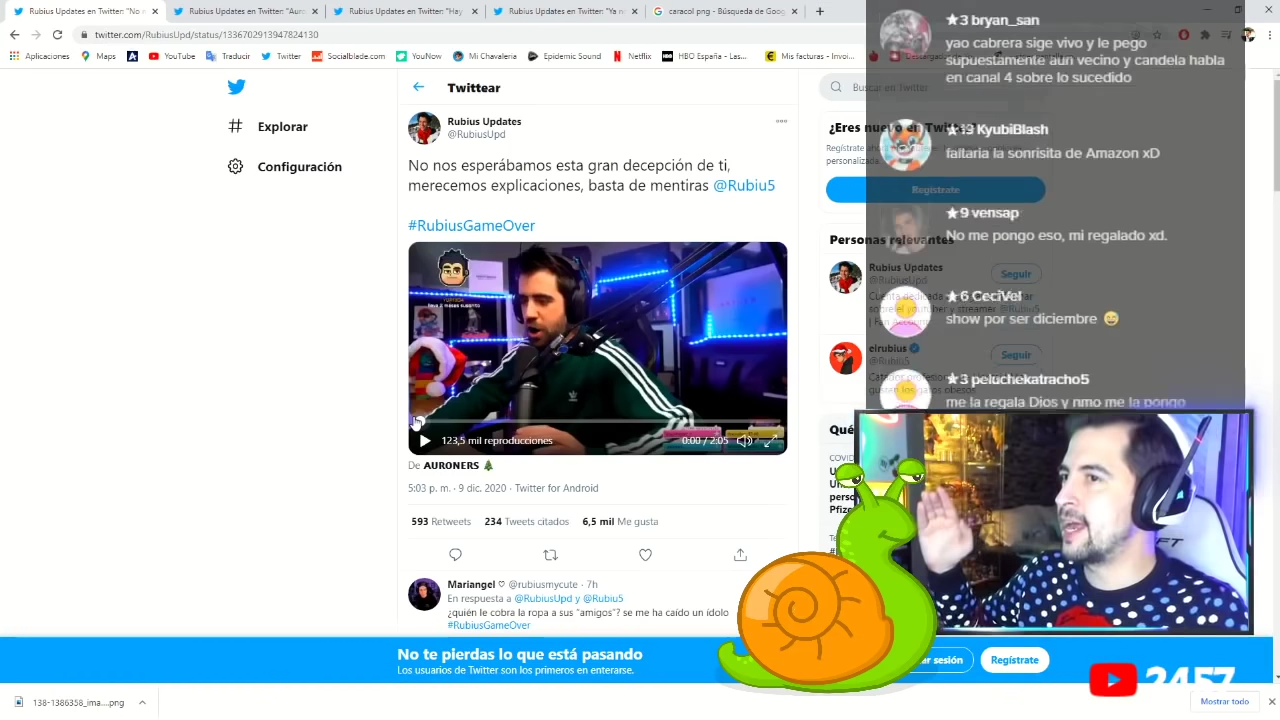 Rubius Updates en Twitter: "No n
Rubius Updates en Twitter: "Auro
Rubius Updates en Twitter: "Hay
Rubius Updates en Twitter: "Ya n
caracol png - Búsqueda de Goog
twitter.com/RubiusUpd/status/1336702913947824130
Aplicaciones
Maps
YouTube
Traducir
Twitter
Socialblade.com
YouNow
Mi Chavaleria
Epidemic Sound
Netflix
HBO España - Las...
Mis facturas - Invoi...
Explorar
Configuración
Twittear
Rubius Updates
@RubiusUpd
No nos esperábamos esta gran decepción de ti,
merecemos explicaciones, basta de mentiras @Rubiu5
#RubiusGameOver
123,5 mil reproducciones
0:00 / 2:05
De AURONERS
5:03 p. m. · 9 dic. 2020 · Twitter for Android
593 Retweets 234 Tweets citados 6,5 mil Me gusta
Mariangel ♡ @rubiusmycute · 7h
En respuesta a @RubiusUpd y @Rubiu5
¿quién le cobra la ropa a sus "amigos"? se me ha caído un ídolo
#RubiusGameOver
Buscar en Twitter
¿Eres nuevo en Twitter?
Regístrate
personalizada
Regístrate
Personas relevantes
Rubius Updates
@RubiusUpd
Seguir
elrubius
@Rubiu5
Seguir
Qué
COVID
perso
Pfize
★3 bryan_san
yao cabrera sige vivo y le pego
supuestamente aun vecino y candela habla
en canal 4 sobre lo sucedido
KyubiBlash
faltaria la sonrisita de Amazon xD
★9 vensap
No me pongo eso, mi regalado xd.
★6 CeciVel
show por ser diciembre 😅
★3 peluchekatracho5
me la regala Dios y nmo me la pongo
No te pierdas lo que está pasando
Los usuarios de Twitter son los primeros en enterarse.
sesión
Regístrate
2457
138-1386358_ima....png
Mostrar todo